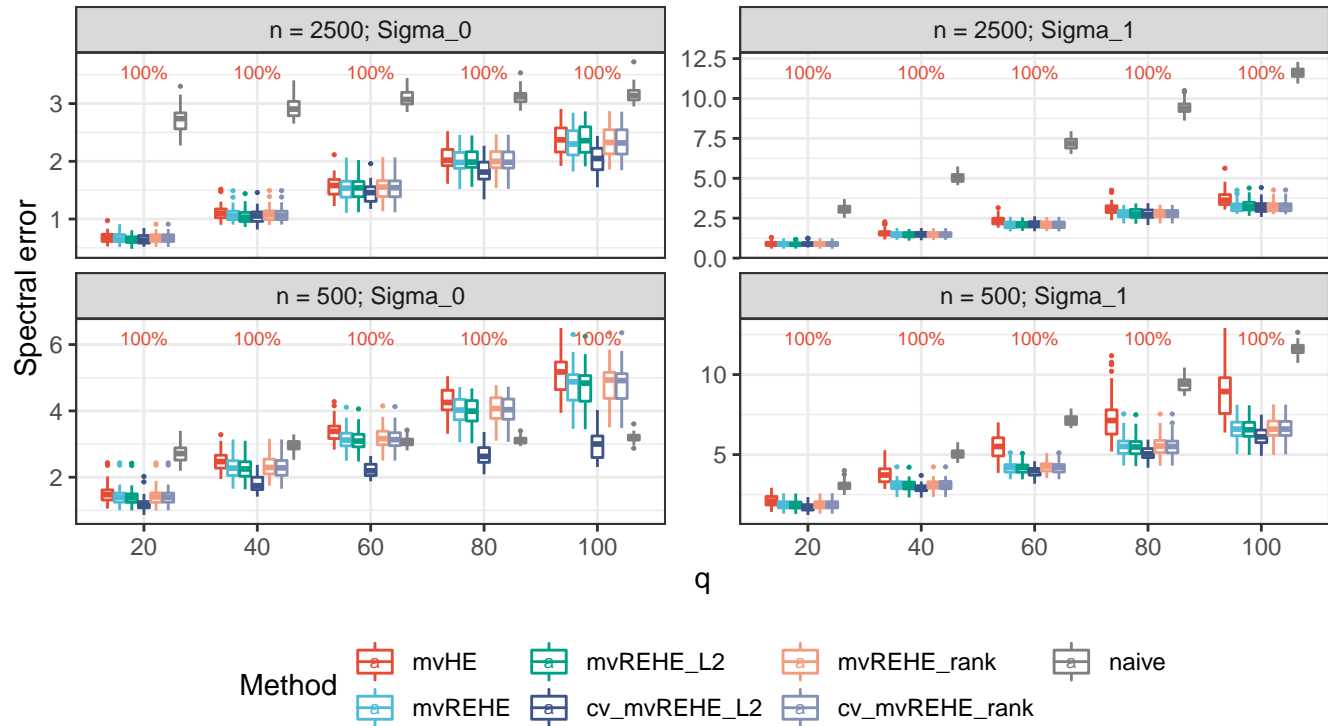 n = 2500; Sigma_0
n = 2500; Sigma_1
100% 100% 100% 100% 100%
100% 100% 100% 100% 100%
3
2
1
12.5
10.0
7.5
5.0
2.5
0.0
Spectral error
n = 500; Sigma_0
n = 500; Sigma_1
100% 100% 100% 100% 100%
100% 100% 100% 100% 100%
6
4
2
10
5
20 40 60 80 100
20 40 60 80 100
q
Method
a mvHE
a mvREHE_L2
a mvREHE_rank
a naive
a mvREHE
a cv_mvREHE_L2
a cv_mvREHE_rank